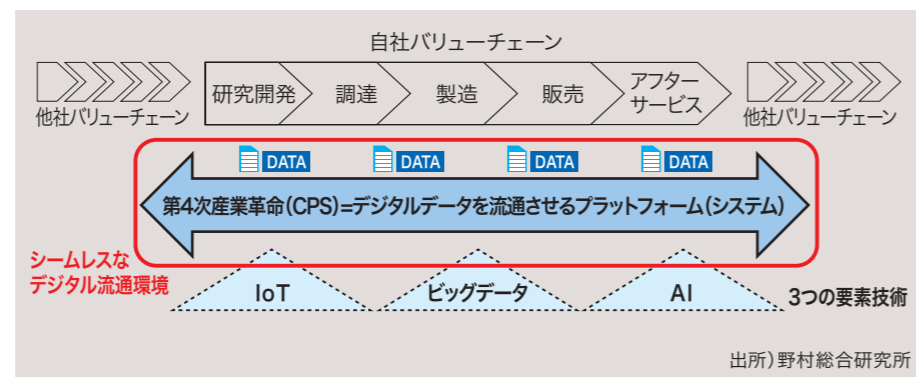 自社バリューチェーン
研究開発
調達
製造
販売
アフター
サービス
他社バリューチェーン
他社バリューチェーン
DATA
DATA
DATA
DATA
第4次産業革命(CPS)=デジタルデータを流通させるプラットフォーム(システム)
シームレスな
デジタル流通環境
IoT
ビッグデータ
AI
3つの要素技術
出所)野村総合研究所